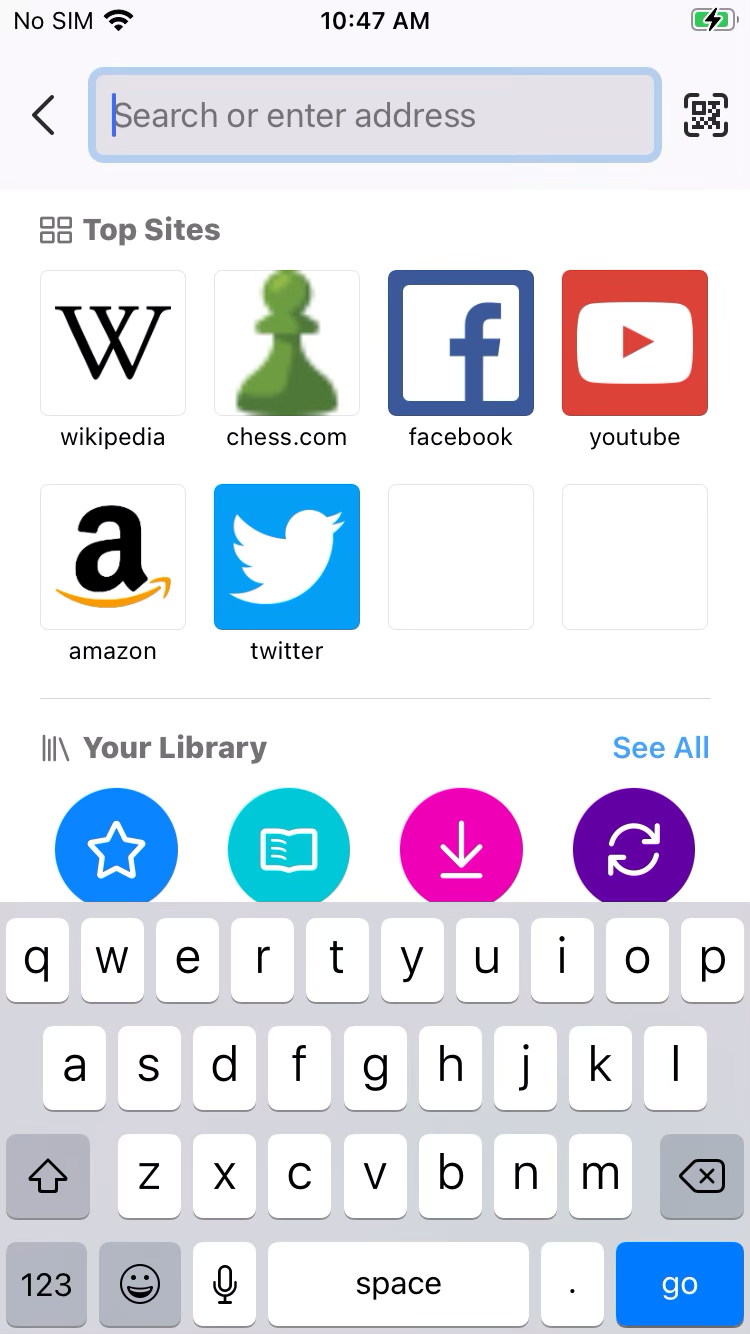 No SIM 10:47 AM
Search or enter address
Top Sites
wikipedia chess.com facebook youtube
amazon twitter
Your Library See All
q w e r t y u i o p
a s d f g h j k l
z x c v b n m
123 space . go